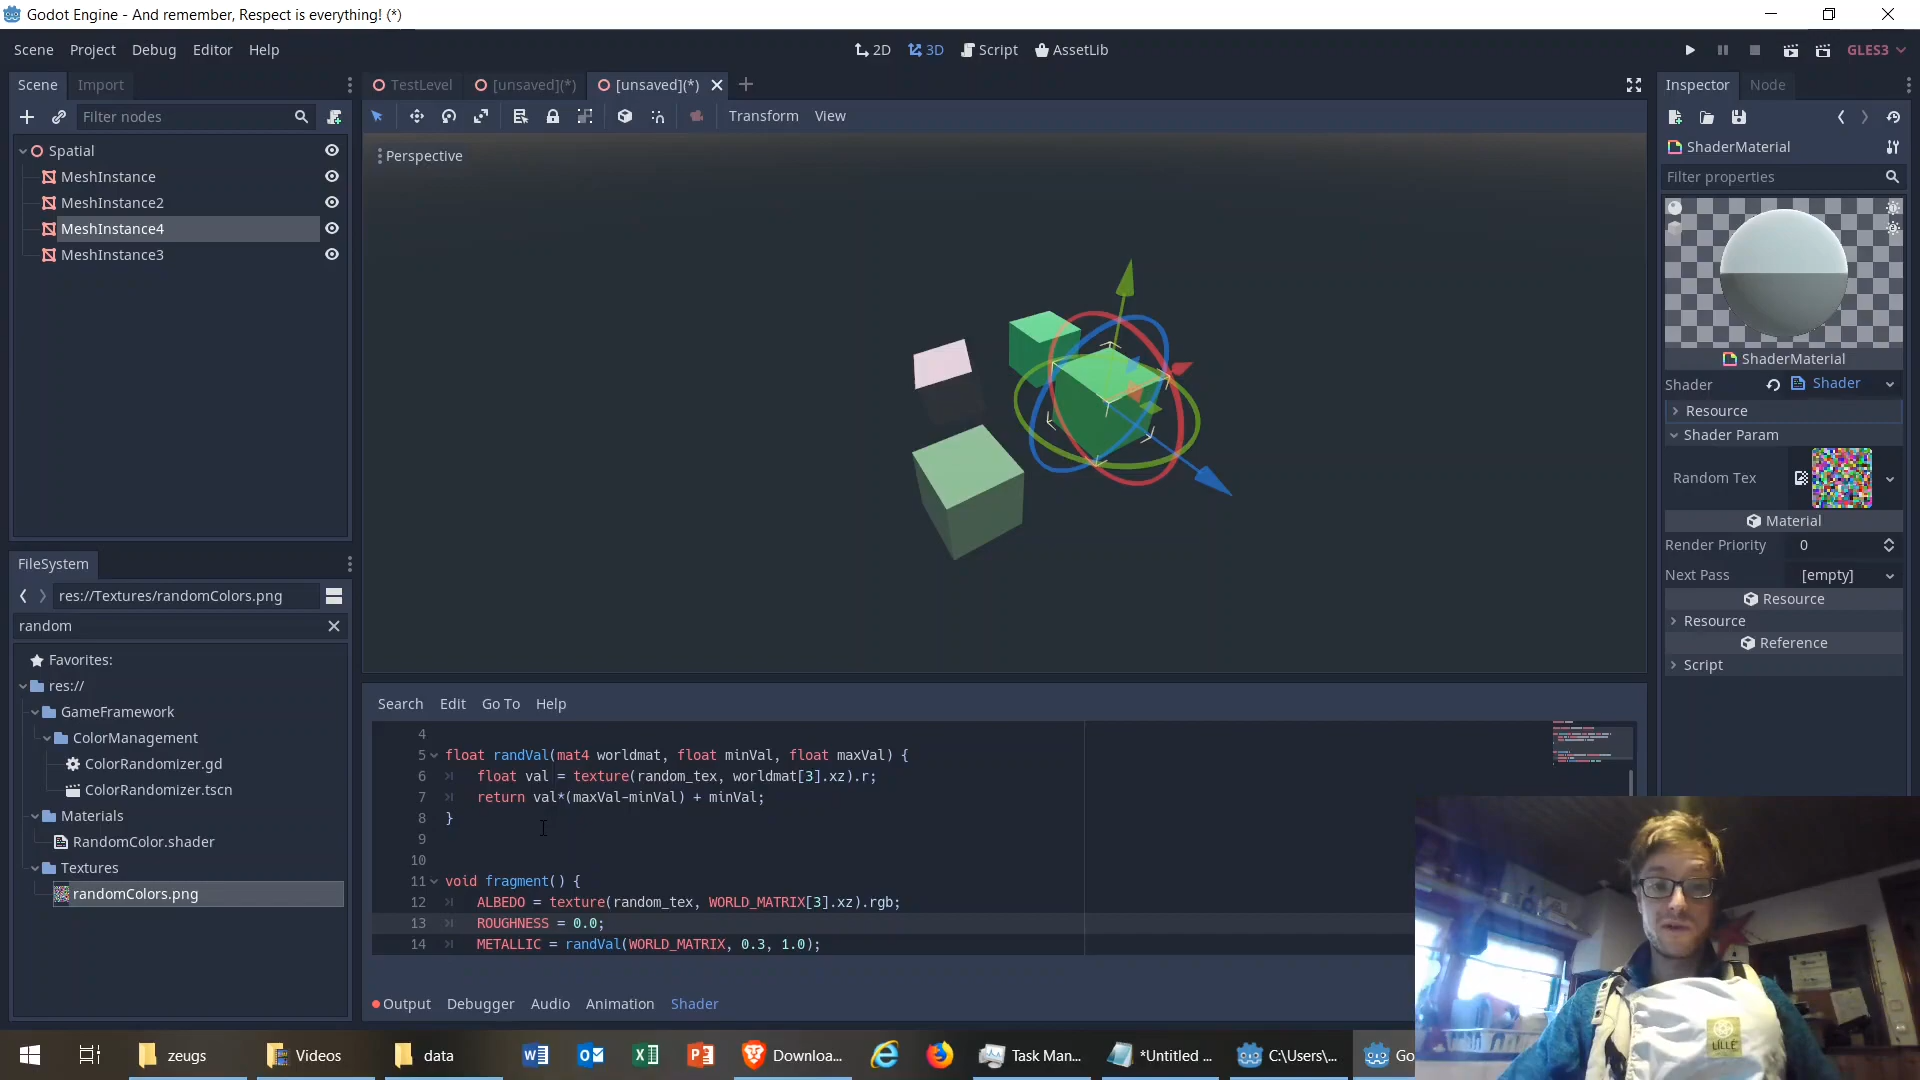 Godot Engine - And remember, Respect is everything! (*)
Scene Project Debug Editor Help
2D 3D Script AssetLib
GLES3
Scene Import
TestLevel [unsaved](*) [unsaved](*)
Inspector Node
Filter nodes
Transform View
Perspective
ShaderMaterial
Filter properties
Spatial
MeshInstance
MeshInstance2
MeshInstance4
MeshInstance3
ShaderMaterial
Shader Shader
Resource
Shader Param
Random Tex
Material
Render Priority 0
Next Pass [empty]
Resource
Resource
Reference
Script
FileSystem
res://Textures/randomColors.png
random
Favorites:
res://
GameFramework
ColorManagement
ColorRandomizer.gd
ColorRandomizer.tscn
Materials
RandomColor.shader
Textures
randomColors.png
Search Edit Go To Help
4
5 float randVal(mat4 worldmat, float minVal, float maxVal) {
6 float val = texture(random_tex, worldmat[3].xz).r;
7 return val*(maxVal-minVal) + minVal;
8 }
9
10
11 void fragment() {
12 ALBEDO = texture(random_tex, WORLD_MATRIX[3].xz).rgb;
13 ROUGHNESS = 0.0;
14 METALLIC = randVal(WORLD_MATRIX, 0.3, 1.0);
Output Debugger Audio Animation Shader
LILLE
zeugs Videos data Downloa... Task Man... *Untitled ... C:\Users\... Go